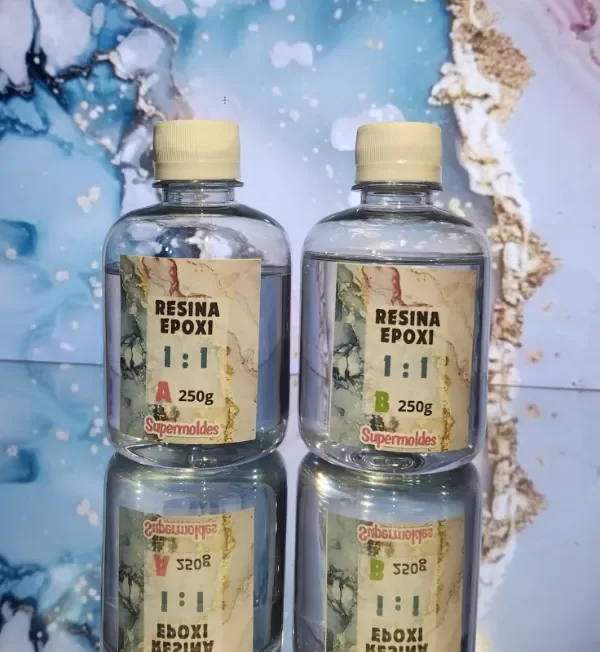 RESINA
EPOXI
1:1
A 250g
Supermoldes
RESINA
EPOXI
1:1
B 250g
Supermoldes